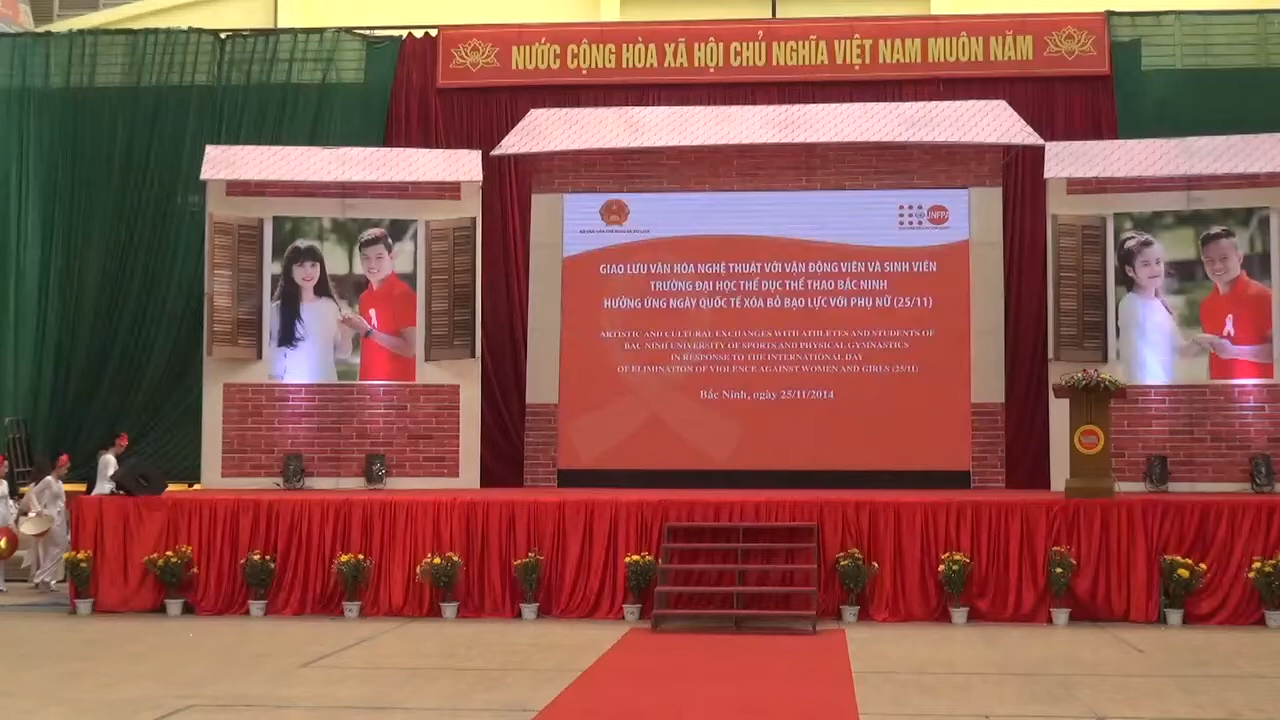 NƯỚC CỘNG HÒA XÃ HỘI CHỦ NGHĨA VIỆT NAM MUÔN NĂM
UNFPA
GIAO LƯU VĂN HÓA NGHỆ THUẬT VỚI VẬN ĐỘNG VIÊN VÀ SINH VIÊN
TRƯỜNG ĐẠI HỌC THỂ DỤC THỂ THAO BẮC NINH
HƯỞNG ỨNG NGÀY QUỐC TẾ XÓA BỎ BẠO LỰC VỚI PHỤ NỮ (25/11)
ARTISTIC AND CULTURAL EXCHANGES WITH ATHLETES AND STUDENTS OF
BAC NINH UNIVERSITY OF SPORTS AND PHYSICAL GYMNASTICS
IN RESPONSE TO THE INTERNATIONAL DAY
OF ELIMINATION OF VIOLENCE AGAINST WOMEN AND GIRLS (25/11)
Bắc Ninh, ngày 25/11/2014